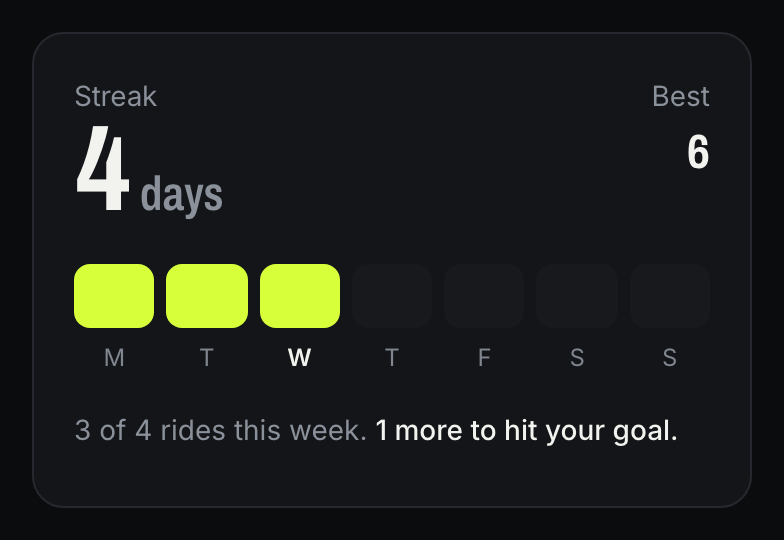 Streak
Best
4 days
6
M T W T F S S
3 of 4 rides this week. 1 more to hit your goal.